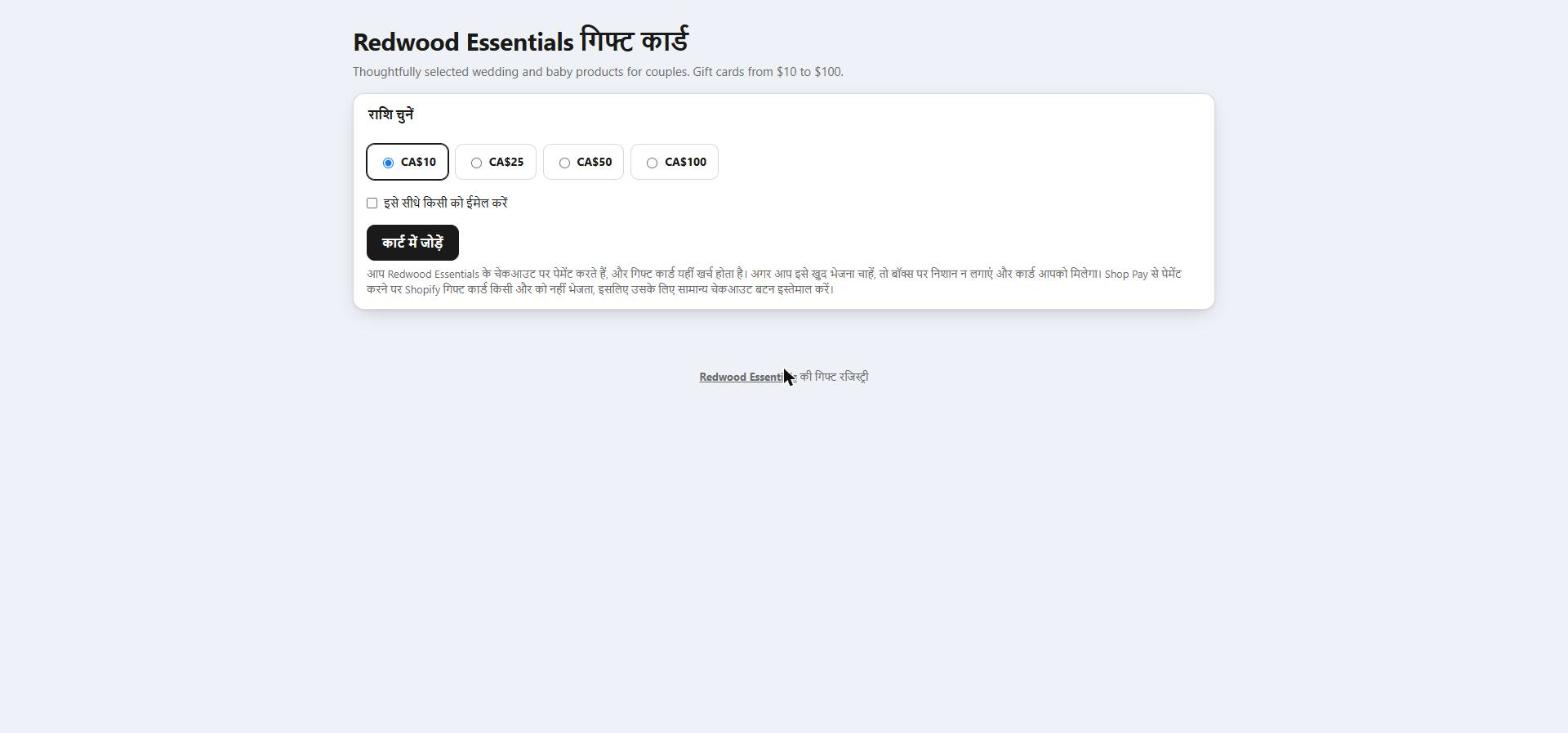 Redwood Essentials गिफ्ट कार्ड
Thoughtfully selected wedding and baby products for couples. Gift cards from $10 to $100.
राशि चुनें
CA$10 CA$25 CA$50 CA$100
इसे सीधे किसी को ईमेल करें
कार्ट में जोड़ें
आप Redwood Essentials के चेकआउट पर पेमेंट करते हैं, और गिफ्ट कार्ड यहीं खर्च होता है। अगर आप इसे खुद भेजना चाहें, तो बॉक्स पर निशान न लगाएं और कार्ड आपको मिलेगा। Shop Pay से पेमेंट
करने पर Shopify गिफ्ट कार्ड किसी और को नहीं भेजता, इसलिए उसके लिए सामान्य चेकआउट बटन इस्तेमाल करें।
Redwood की गिफ्ट रजिस्ट्री